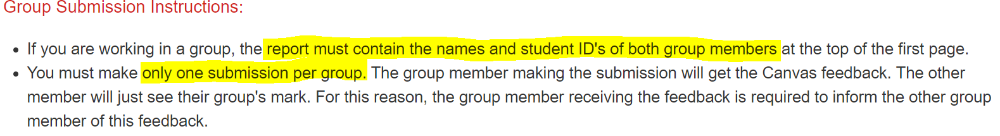 Group Submission Instructions:
• If you are working in a group, the report must contain the names and student ID's of both group members at the top of the first page.
• You must make only one submission per group. The group member making the submission will get the Canvas feedback. The other
member will just see their group's mark. For this reason, the group member receiving the feedback is required to inform the other group
member of this feedback.